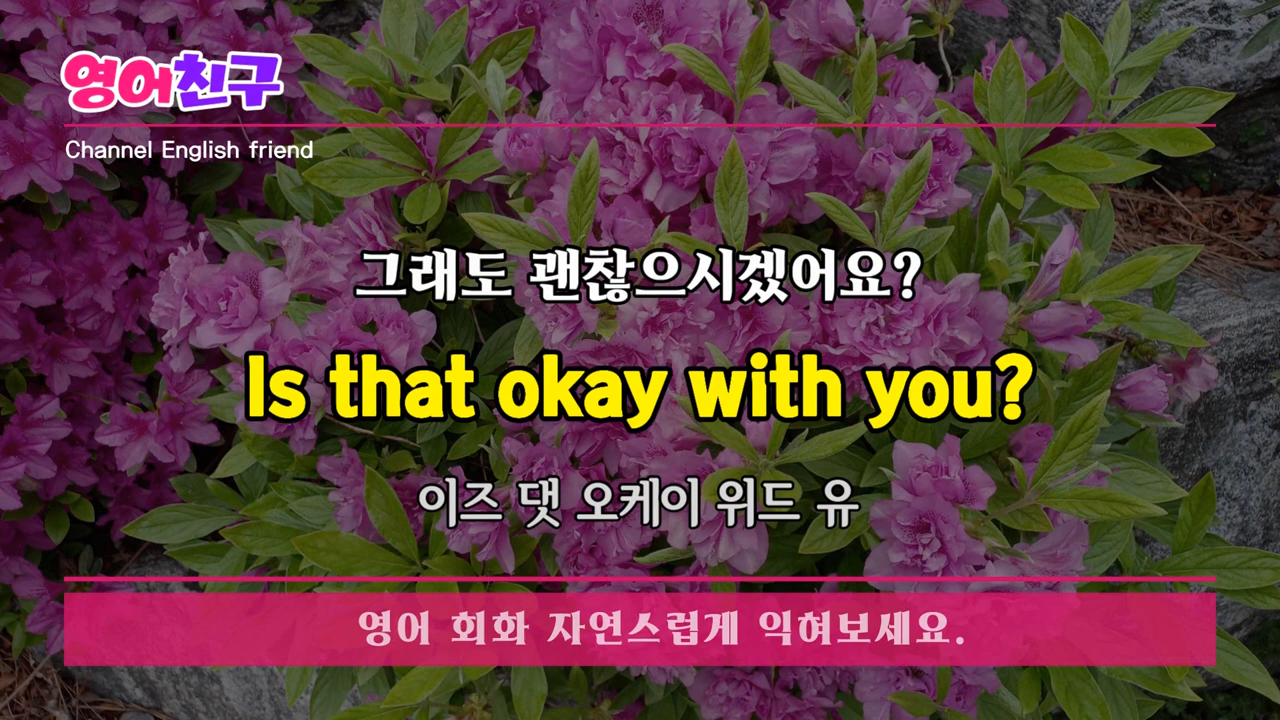 영어친구
Channel English friend
그래도 괜찮으시겠어요?
Is that okay with you?
이즈 댓 오케이 위드 유
영어 회화 자연스럽게 익혀보세요.